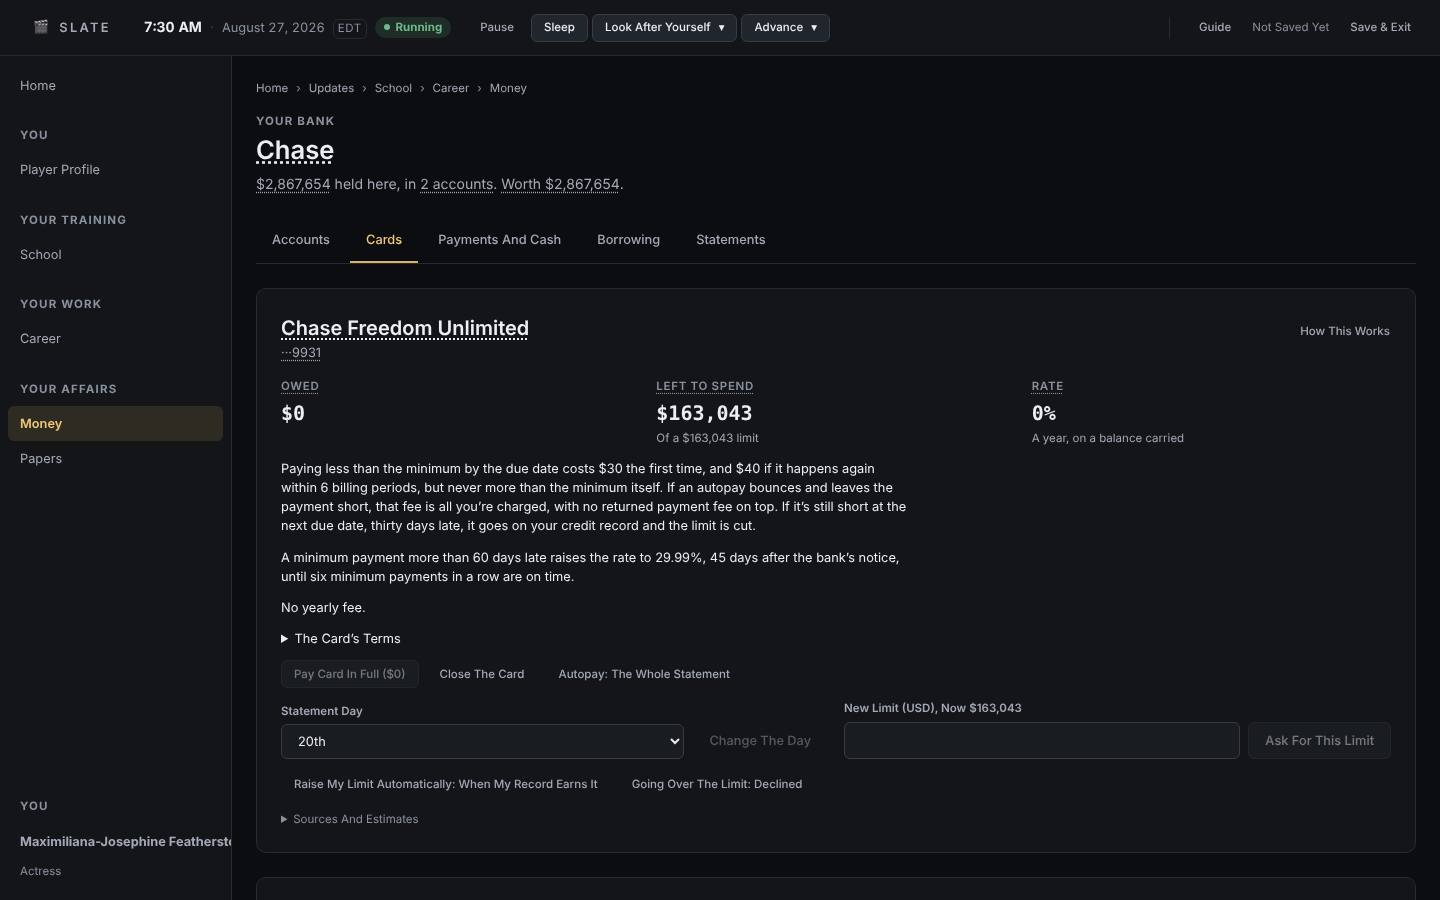 SLATE
7:30 AM · August 27, 2026 EDT Running
Pause
Sleep
Look After Yourself ▾
Advance ▾
Guide
Not Saved Yet
Save & Exit
Home
YOU
Player Profile
YOUR TRAINING
School
YOUR WORK
Career
YOUR AFFAIRS
Money
Papers
YOU
Maximiliana-Josephine Featherst
Actress
Home › Updates › School › Career › Money
YOUR BANK
Chase
$2,867,654 held here, in 2 accounts. Worth $2,867,654.
Accounts
Cards
Payments And Cash
Borrowing
Statements
Chase Freedom Unlimited
How This Works
···9931
OWED
$0
LEFT TO SPEND
$163,043
Of a $163,043 limit
RATE
0%
A year, on a balance carried
Paying less than the minimum by the due date costs $30 the first time, and $40 if it happens again
within 6 billing periods, but never more than the minimum itself. If an autopay bounces and leaves the
payment short, that fee is all you’re charged, with no returned payment fee on top. If it’s still short at the
next due date, thirty days late, it goes on your credit record and the limit is cut.
A minimum payment more than 60 days late raises the rate to 29.99%, 45 days after the bank’s notice,
until six minimum payments in a row are on time.
No yearly fee.
▶ The Card’s Terms
Pay Card In Full ($0)
Close The Card
Autopay: The Whole Statement
Statement Day
20th
Change The Day
New Limit (USD), Now $163,043
Ask For This Limit
Raise My Limit Automatically: When My Record Earns It
Going Over The Limit: Declined
▶ Sources And Estimates